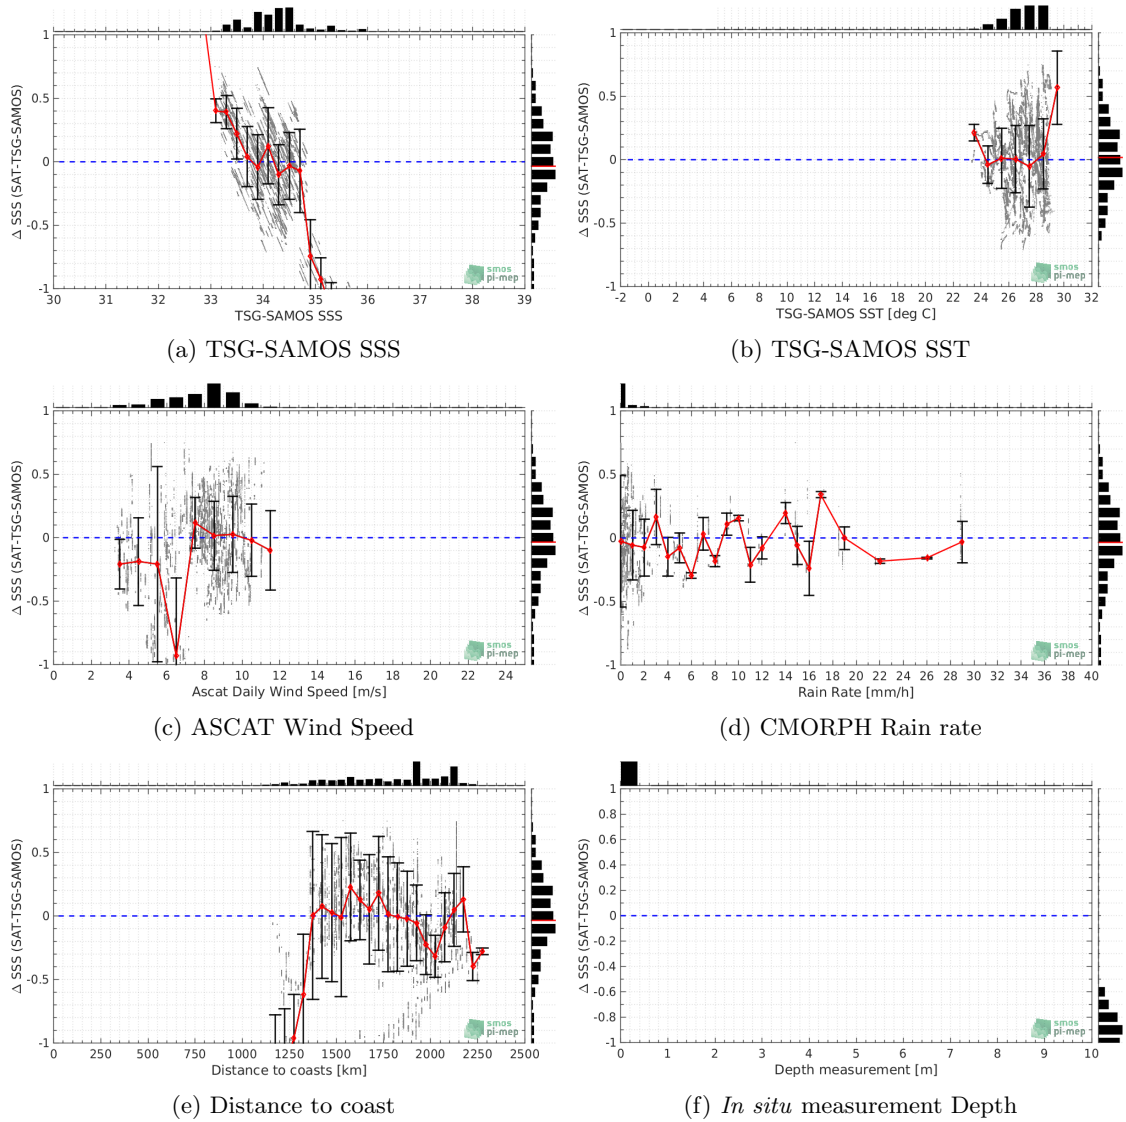 1
0.5
0
-0.5
-1
Δ SSS (SAT-TSG-SAMOS)
30 31 32 33 34 35 36 37 38 39
TSG-SAMOS SSS
smos
pi-mep
(a) TSG-SAMOS SSS
1
0.5
0
-0.5
-1
Δ SSS (SAT-TSG-SAMOS)
-2 0 2 4 6 8 10 12 14 16 18 20 22 24 26 28 30 32
TSG-SAMOS SST [deg C]
smos
pi-mep
(b) TSG-SAMOS SST
1
0.5
0
-0.5
-1
Δ SSS (SAT-TSG-SAMOS)
0 2 4 6 8 10 12 14 16 18 20 22 24
Ascat Daily Wind Speed [m/s]
smos
pi-mep
(c) ASCAT Wind Speed
1
0.5
0
-0.5
-1
Δ SSS (SAT-TSG-SAMOS)
0 2 4 6 8 10 12 14 16 18 20 22 24 26 28 30 32 34 36 38 40
Rain Rate [mm/h]
smos
pi-mep
(d) CMORPH Rain rate
1
0.5
0
-0.5
-1
Δ SSS (SAT-TSG-SAMOS)
0 250 500 750 1000 1250 1500 1750 2000 2250 2500
Distance to coasts [km]
smos
pi-mep
(e) Distance to coast
1
0.8
0.6
0.4
0.2
0
-0.2
-0.4
-0.6
-0.8
-1
Δ SSS (SAT-TSG-SAMOS)
0 1 2 3 4 5 6 7 8 9 10
Depth measurement [m]
smos
pi-mep
(f) In situ measurement Depth